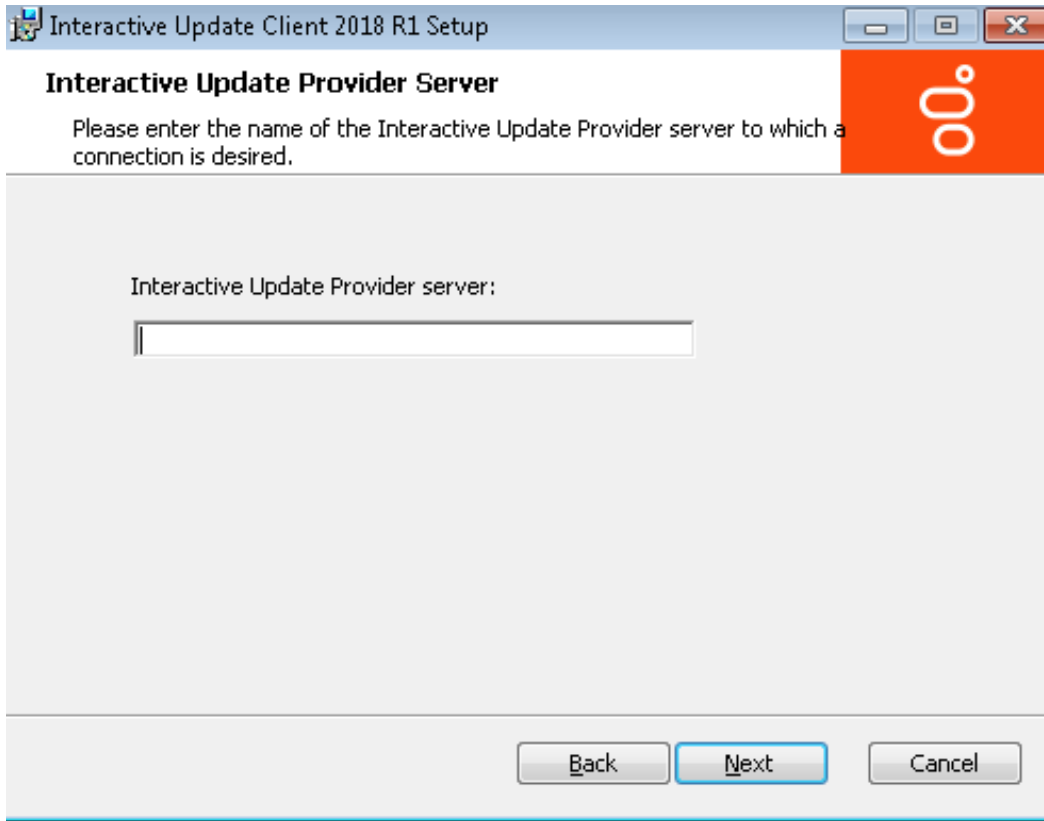 Interactive Update Client 2018 R1 Setup
Interactive Update Provider Server
Please enter the name of the Interactive Update Provider server to which a
connection is desired.
Interactive Update Provider server:
Back Next Cancel